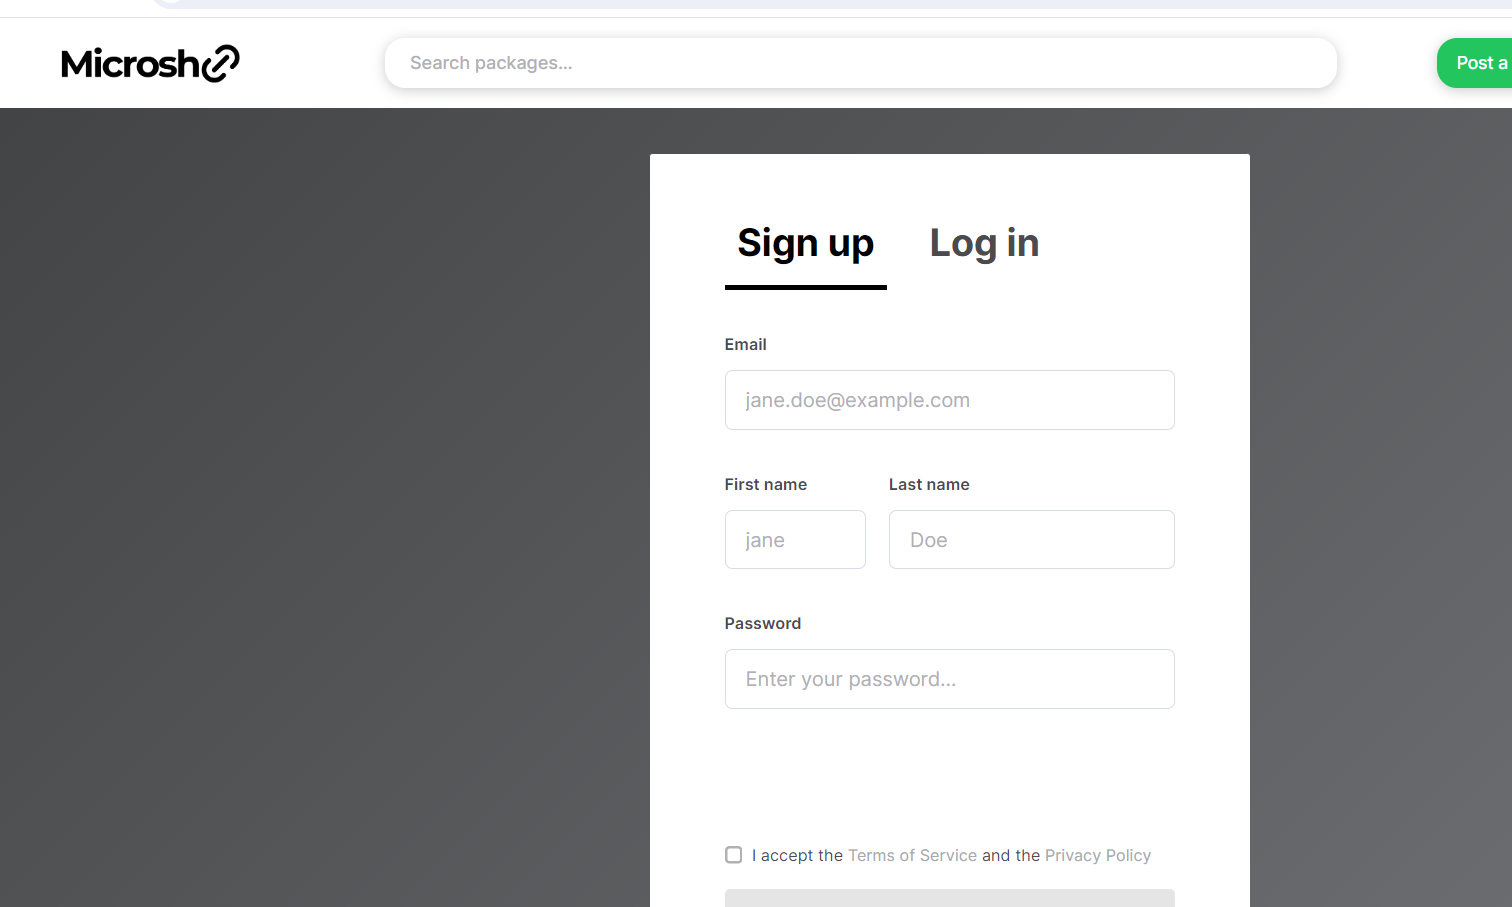 Microsh
Search packages...
Post a
Sign up
Log in
Email
jane.doe@example.com
First name
Last name
jane
Doe
Password
Enter your password...
I accept the Terms of Service and the Privacy Policy